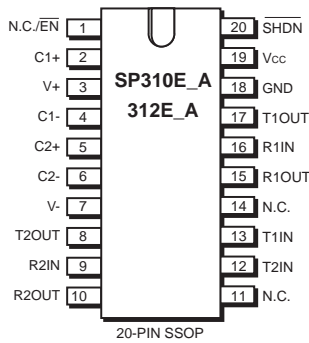 N.C./EN 1 20 SHDN
C1+ 2 19 Vcc
V+ 3 SP310E_A 18 GND
C1- 4 312E_A 17 T1OUT
C2+ 5 16 R1IN
C2- 6 15 R1OUT
V- 7 14 N.C.
T2OUT 8 13 T1IN
R2IN 9 12 T2IN
R2OUT 10 11 N.C.
20-PIN SSOP